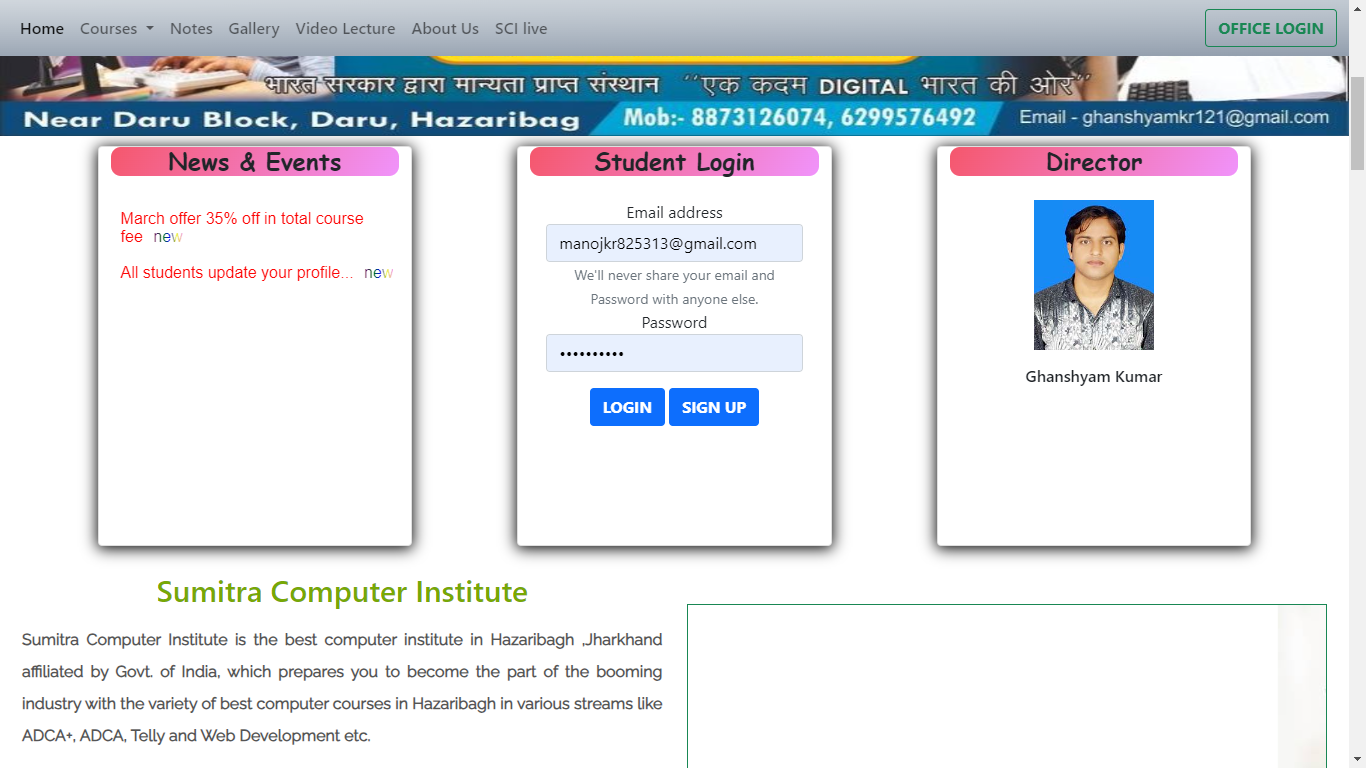 Home Courses Notes Gallery Video Lecture About Us SCI live OFFICE LOGIN
भारत सरकार द्वारा मान्यता प्राप्त संस्थान ‘‘एक कदम DIGITAL भारत की ओर’’
Near Daru Block, Daru, Hazaribag Mob:- 8873126074, 6299576492 Email - ghanshyamkr121@gmail.com
News & Events
March offer 35% off in total course
fee new
All students update your profile... new
Student Login
Email address
manojkr825313@gmail.com
We'll never share your email and
Password with anyone else.
Password
••••••••••
LOGIN SIGN UP
Director
Ghanshyam Kumar
Sumitra Computer Institute
Sumitra Computer Institute is the best computer institute in Hazaribagh ,Jharkhand
affiliated by Govt. of India, which prepares you to become the part of the booming
industry with the variety of best computer courses in Hazaribagh in various streams like
ADCA+, ADCA, Telly and Web Development etc.